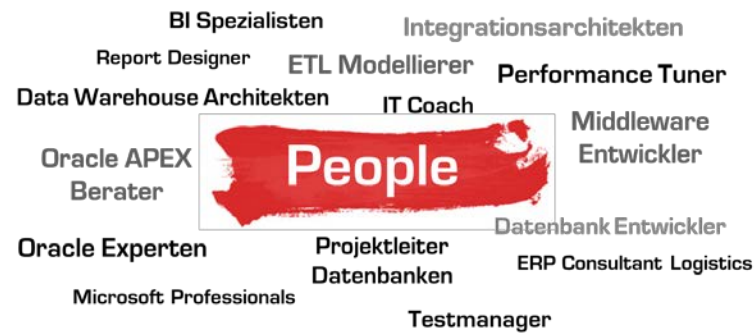 BI Spezialisten
Integrationsarchitekten
Report Designer
ETL Modellierer
Performance Tuner
Data Warehouse Architekten
IT Coach
Middleware
Entwickler
Oracle APEX
Berater
People
Datenbank Entwickler
Oracle Experten
Projektleiter
Datenbanken
ERP Consultant Logistics
Microsoft Professionals
Testmanager